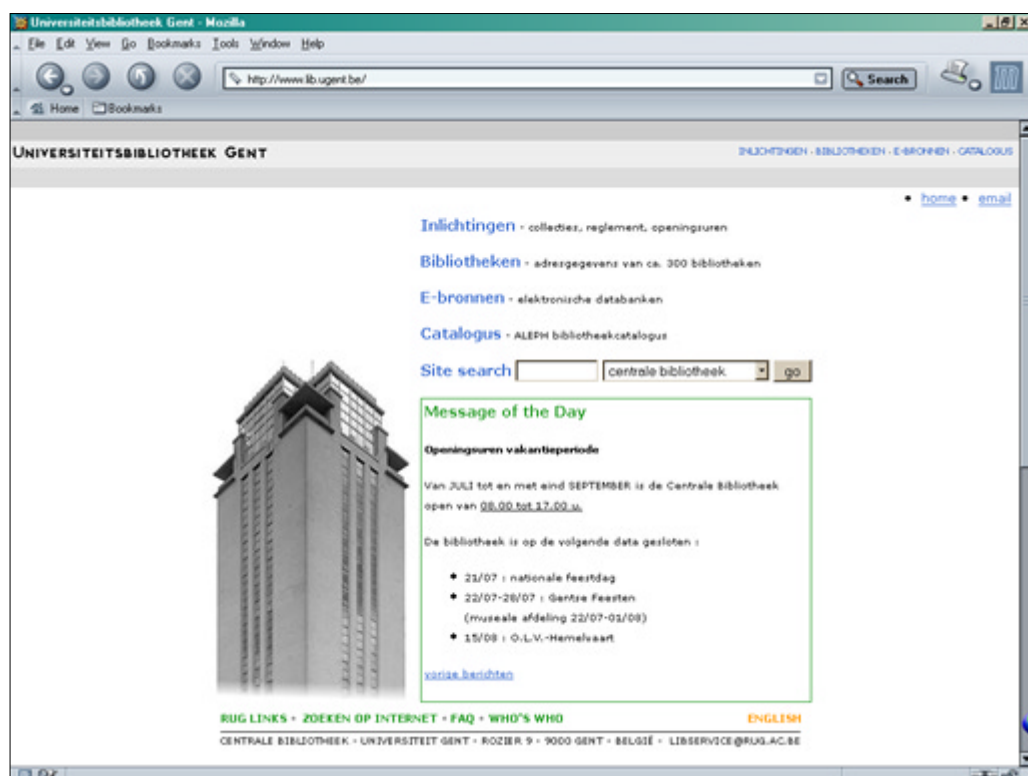 Universiteitsbibliotheek Gent - Mozilla
File Edit View Go Bookmarks Tools Window Help
http://www.lib.ugent.be/ Search
Home Bookmarks
UNIVERSITEITSBIBLIOTHEEK GENT
INLICHTINGEN - BIBLIOTHEKEN - E-BRONNEN - CATALOGUS
• home • email
Inlichtingen - collecties, reglement, openingsuren
Bibliotheken - adresgegevens van ca. 300 bibliotheken
E-bronnen - elektronische databanken
Catalogus - ALEPH bibliotheekcatalogus
Site search centrale bibliotheek go
Message of the Day
Openingsuren vakantieperiode
Van JULI tot en met eind SEPTEMBER is de Centrale Bibliotheek
open van 08.00 tot 17.00 u.
De bibliotheek is op de volgende data gesloten :
• 21/07 : nationale feestdag
• 22/07-28/07 : Gentse Feesten
(museale afdeling 22/07-01/08)
• 15/08 : O.L.V.-Hemelvaart
vorige berichten
RUG LINKS • ZOEKEN OP INTERNET • FAQ • WHO'S WHO
ENGLISH
CENTRALE BIBLIOTHEEK - UNIVERSITEIT GENT - ROZIER 9 - 9000 GENT - BELGIË - LIBSERVICE@RUG.AC.BE